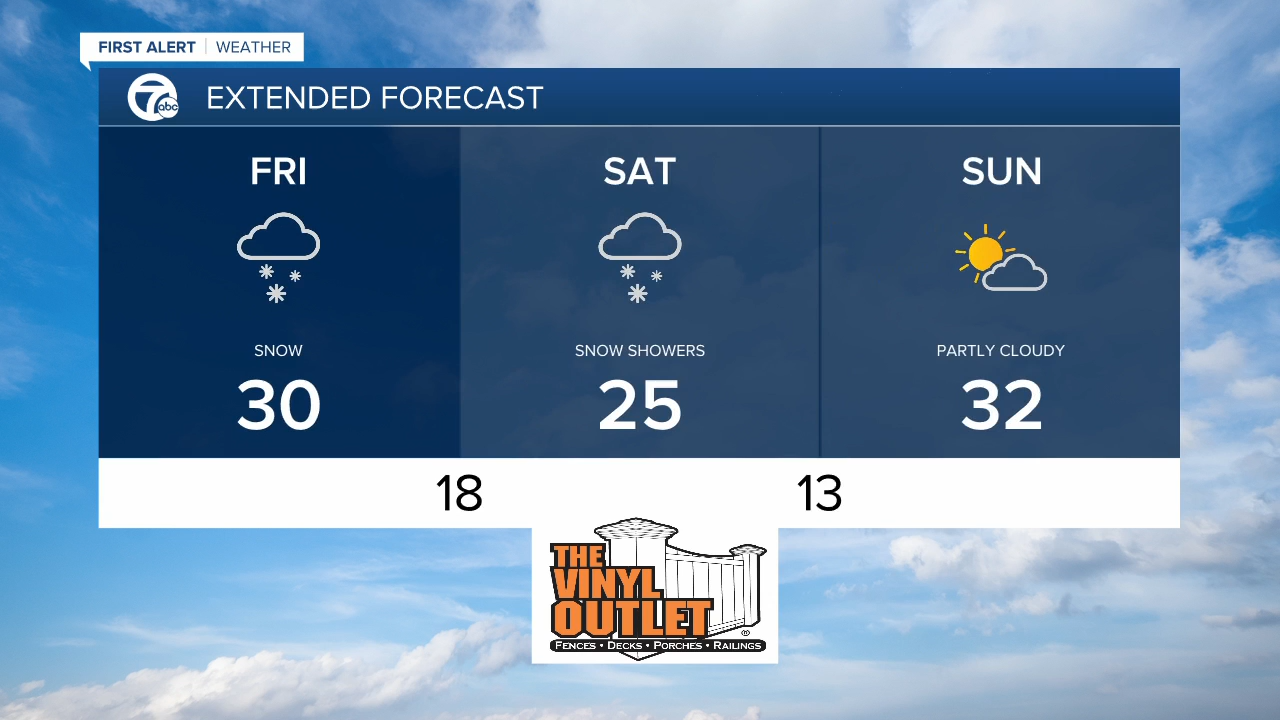 FIRST ALERT | WEATHER
7 abc EXTENDED FORECAST
FRI SAT SUN
SNOW SNOW SHOWERS PARTLY CLOUDY
30 25 32
18 13
THE
VINYL
OUTLET ®
FENCES • DECKS • PORCHES • RAILINGS